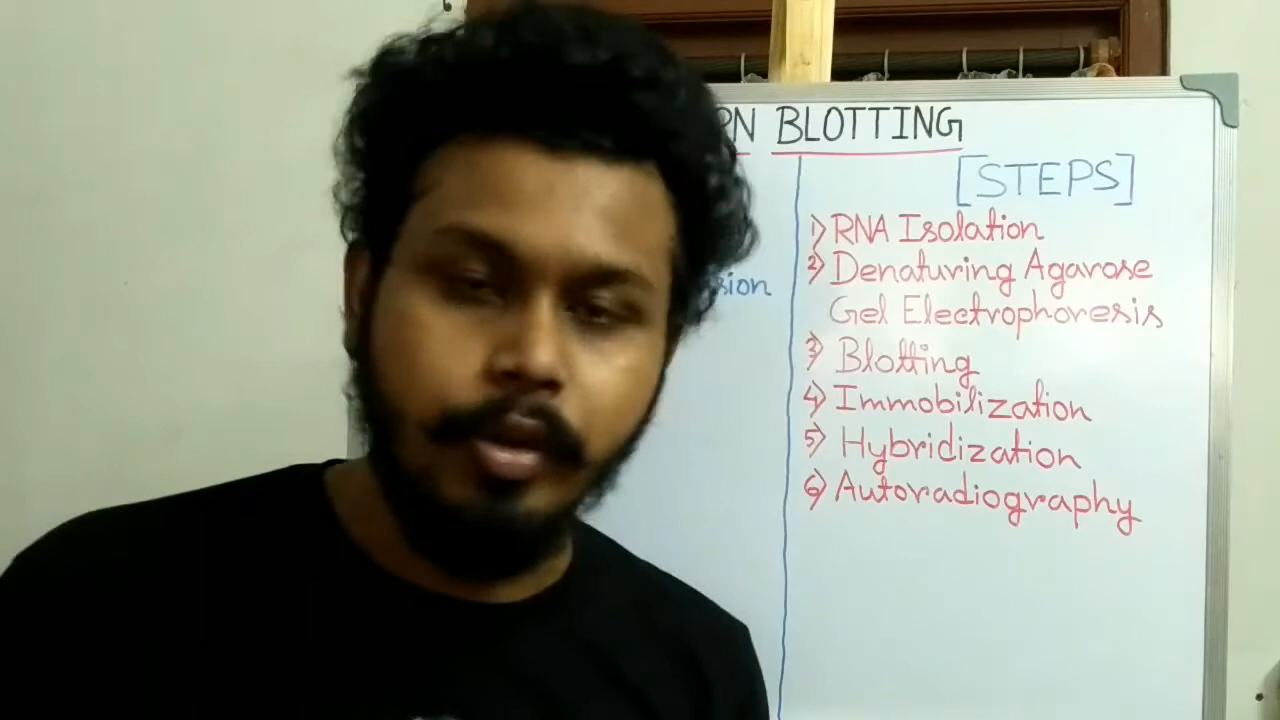 RN BLOTTING
[STEPS]
1) RNA Isolation
sion
2) Denaturing Agarose
Gel Electrophoresis
3) Blotting
4) Immobilization
5) Hybridization
6) Autoradiography